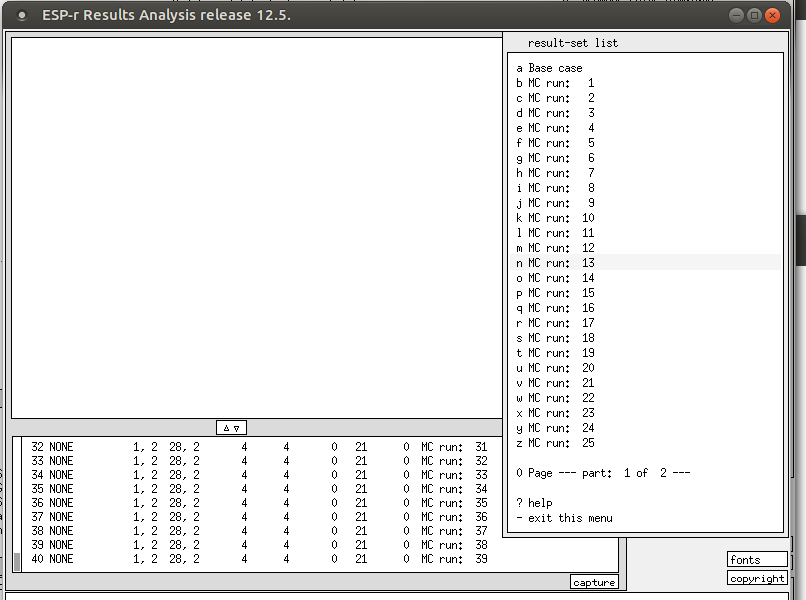 ESP-r Results Analysis release 12.5.
result-set list
a Base case
b MC run: 1
c MC run: 2
d MC run: 3
e MC run: 4
f MC run: 5
g MC run: 6
h MC run: 7
i MC run: 8
j MC run: 9
k MC run: 10
l MC run: 11
m MC run: 12
n MC run: 13
o MC run: 14
p MC run: 15
q MC run: 16
r MC run: 17
s MC run: 18
t MC run: 19
u MC run: 20
v MC run: 21
w MC run: 22
x MC run: 23
y MC run: 24
z MC run: 25
0 Page --- part: 1 of 2 ---
? help
- exit this menu
32 NONE 1, 2 28, 2 4 4 0 21 0 MC run: 31
33 NONE 1, 2 28, 2 4 4 0 21 0 MC run: 32
34 NONE 1, 2 28, 2 4 4 0 21 0 MC run: 33
35 NONE 1, 2 28, 2 4 4 0 21 0 MC run: 34
36 NONE 1, 2 28, 2 4 4 0 21 0 MC run: 35
37 NONE 1, 2 28, 2 4 4 0 21 0 MC run: 36
38 NONE 1, 2 28, 2 4 4 0 21 0 MC run: 37
39 NONE 1, 2 28, 2 4 4 0 21 0 MC run: 38
40 NONE 1, 2 28, 2 4 4 0 21 0 MC run: 39
capture
fonts
copyright